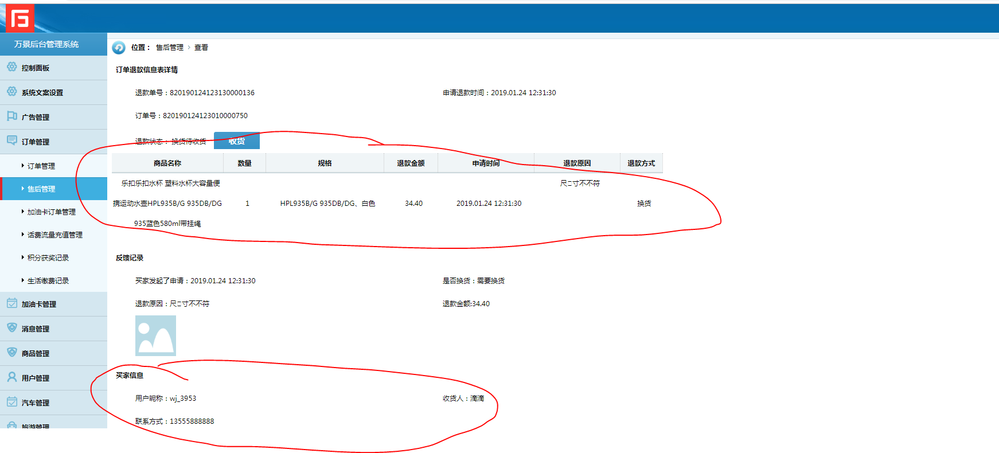 万景后台管理系统
控制面板
系统文案设置
广告管理
订单管理
订单管理
售后管理
加油卡订单管理
话费流量充值管理
积分获奖记录
生活缴费记录
加油卡管理
消息管理
商品管理
用户管理
汽车管理
旅游管理
位置： 售后管理 › 查看
订单退款信息表详情
退款单号：820190124123130000136 申请退款时间：2019.01.24 12:31:30
订单号：820190124123010000750
退款状态： 换货待收货 收货
商品名称 数量 规格 退款金额 申请时间 退款原因 退款方式
乐扣乐扣水杯 塑料水杯大容量便 尺□寸不不符
携运动水壶HPL935B/G 935DB/DG 1 HPL935B/G 935DB/DG、白色 34.40 2019.01.24 12:31:30 换货
935蓝色580ml带挂绳
反馈记录
买家发起了申请：2019.01.24 12:31:30 是否换货：需要换货
退款原因：尺□寸不不符 退款金额:34.40
买家信息
用户昵称：wj_3953 收货人：滴滴
联系方式：13555888888